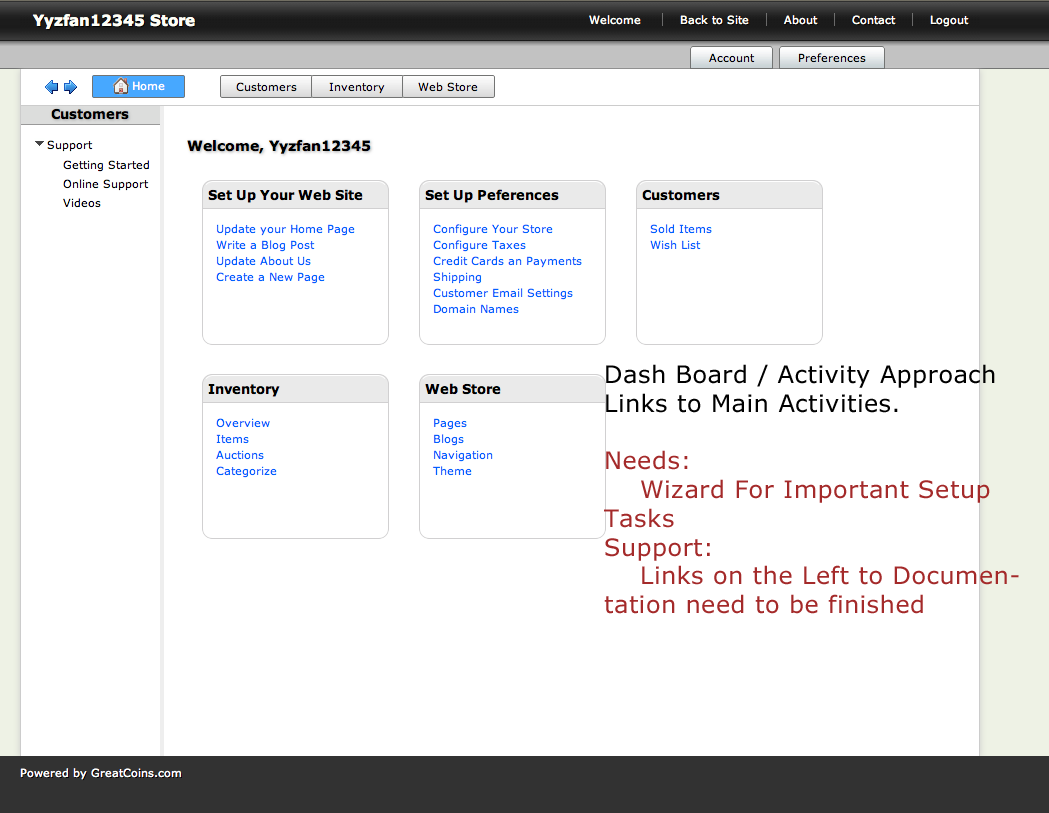 Yyzfan12345 Store
Welcome
Back to Site
About
Contact
Logout
Account
Preferences
Home
Customers
Inventory
Web Store
Customers
Support
Getting Started
Online Support
Videos
Welcome, Yyzfan12345
Set Up Your Web Site
Update your Home Page
Write a Blog Post
Update About Us
Create a New Page
Set Up Peferences
Configure Your Store
Configure Taxes
Credit Cards an Payments
Shipping
Customer Email Settings
Domain Names
Customers
Sold Items
Wish List
Inventory
Overview
Items
Auctions
Categorize
Web Store
Pages
Blogs
Navigation
Theme
Dash Board / Activity Approach
Links to Main Activities.
Needs:
Wizard For Important Setup
Tasks
Support:
Links on the Left to Documen-
tation need to be finished
Powered by GreatCoins.com